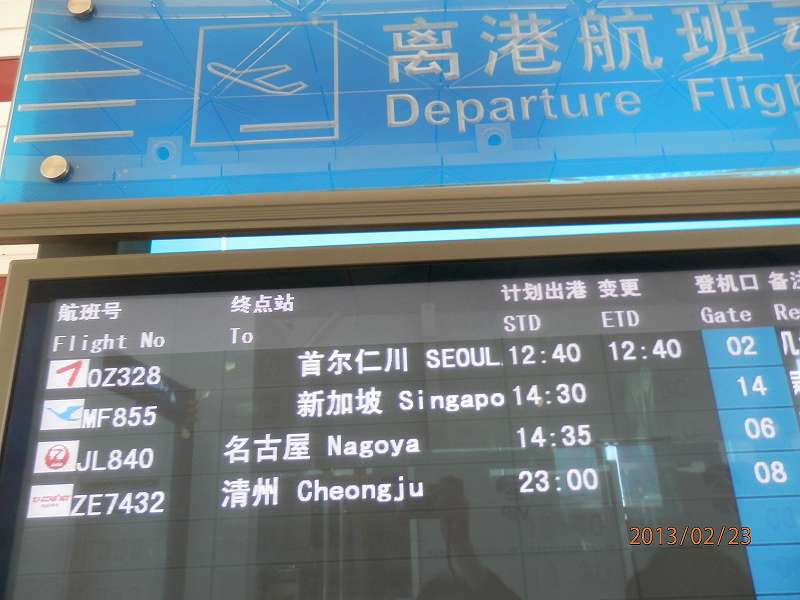 离港航班
Departure Fligh
航班号 终点站 计划出港 变更 登机口 备注
Flight No To STD ETD Gate Re
OZ328 首尔仁川 SEOUL 12:40 12:40 02
MF855 新加坡 Singapo 14:30 14
JL840 名古屋 Nagoya 14:35 06
ZE7432 清州 Cheongju 23:00 08
2013/02/23